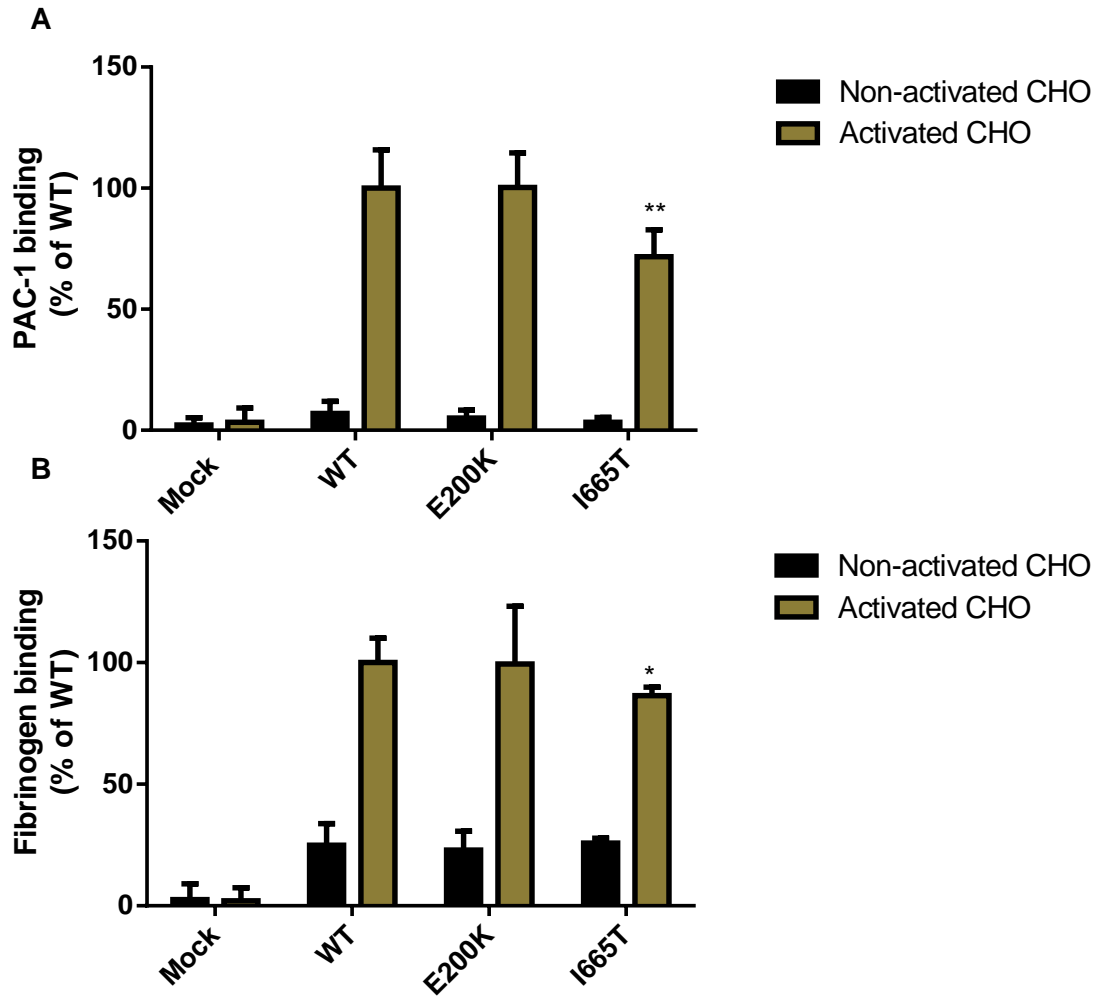 A
PAC-1 binding
(% of WT)
150
100
50
0
**
Mock
WT
E200K
I665T
Non-activated CHO
Activated CHO
B
Fibrinogen binding
(% of WT)
150
100
50
0
*
Mock
WT
E200K
I665T
Non-activated CHO
Activated CHO